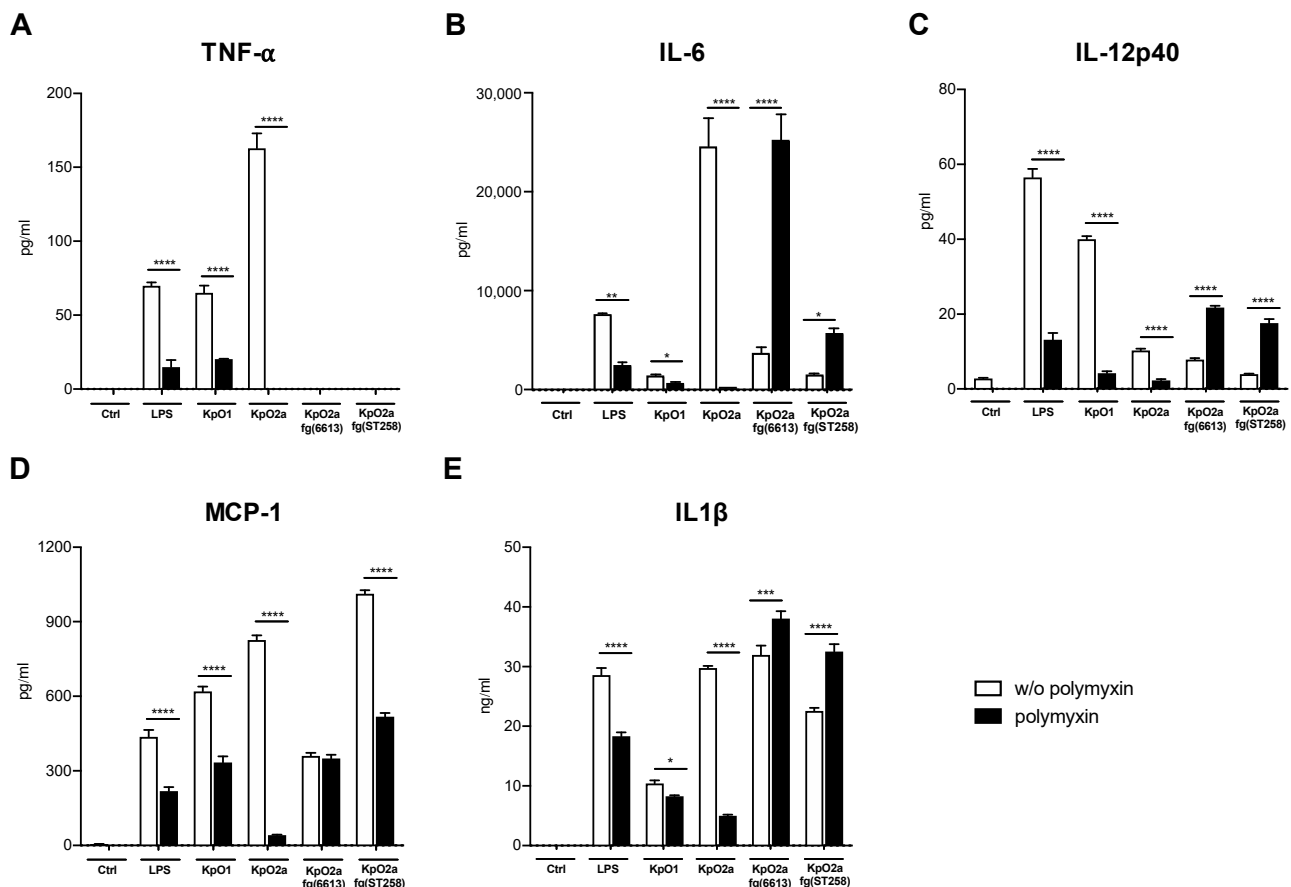 A
TNF-α
pg/ml
200
150
100
50
0
****
****
****
Ctrl
LPS
KpO1
KpO2a
KpO2a
fg(6613)
KpO2a
fg(ST258)
B
IL-6
pg/ml
30,000
20,000
10,000
0
**
*
****
****
*
Ctrl
LPS
KpO1
KpO2a
KpO2a
fg(6613)
KpO2a
fg(ST258)
C
IL-12p40
pg/ml
80
60
40
20
0
****
****
****
****
****
Ctrl
LPS
KpO1
KpO2a
KpO2a
fg(6613)
KpO2a
fg(ST258)
D
MCP-1
pg/ml
1200
900
600
300
0
****
****
****
****
Ctrl
LPS
KpO1
KpO2a
KpO2a
fg(6613)
KpO2a
fg(ST258)
E
IL1β
ng/ml
50
40
30
20
10
0
****
*
****
***
****
Ctrl
LPS
KpO1
KpO2a
KpO2a
fg(6613)
KpO2a
fg(ST258)
w/o polymyxin
polymyxin